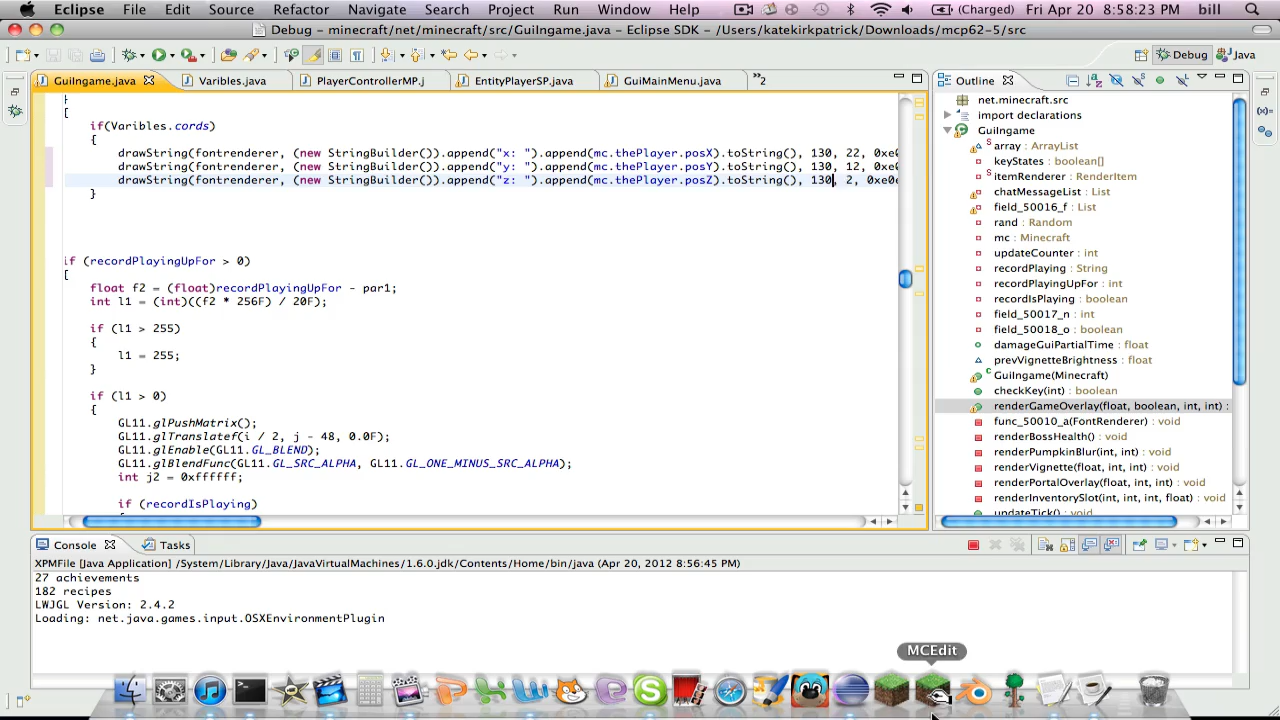 Eclipse File Edit Source Refactor Navigate Search Project Run Window Help (Charged) Fri Apr 20 8:58:23 PM bill
Debug - minecraft/net/minecraft/src/GuiIngame.java - Eclipse SDK - /Users/katekirkpatrick/Downloads/mcp62-5/src
Debug Java
GuiIngame.java Varibles.java PlayerControllerMP.j EntityPlayerSP.java GuiMainMenu.java »2
}
{
if(Varibles.cords)
{
drawString(fontrenderer, (new StringBuilder()).append("x: ").append(mc.thePlayer.posX).toString(), 130, 22, 0xe0
drawString(fontrenderer, (new StringBuilder()).append("y: ").append(mc.thePlayer.posY).toString(), 130, 12, 0xe0
drawString(fontrenderer, (new StringBuilder()).append("z: ").append(mc.thePlayer.posZ).toString(), 130, 2, 0xe0e
}
if (recordPlayingUpFor > 0)
{
float f2 = (float)recordPlayingUpFor - par1;
int l1 = (int)((f2 * 256F) / 20F);
if (l1 > 255)
{
l1 = 255;
}
if (l1 > 0)
{
GL11.glPushMatrix();
GL11.glTranslatef(i / 2, j - 48, 0.0F);
GL11.glEnable(GL11.GL_BLEND);
GL11.glBlendFunc(GL11.GL_SRC_ALPHA, GL11.GL_ONE_MINUS_SRC_ALPHA);
int j2 = 0xffffff;
if (recordIsPlaying)
Outline
net.minecraft.src
import declarations
GuiIngame
array : ArrayList
keyStates : boolean[]
itemRenderer : RenderItem
chatMessageList : List
field_50016_f : List
rand : Random
mc : Minecraft
updateCounter : int
recordPlaying : String
recordPlayingUpFor : int
recordIsPlaying : boolean
field_50017_n : int
field_50018_o : boolean
damageGuiPartialTime : float
prevVignetteBrightness : float
GuiIngame(Minecraft)
checkKey(int) : boolean
renderGameOverlay(float, boolean, int, int) :
func_50010_a(FontRenderer) : void
renderBossHealth() : void
renderPumpkinBlur(int, int) : void
renderVignette(float, int, int) : void
renderPortalOverlay(float, int, int) : void
renderInventorySlot(int, int, int, float) : void
updateTick() : void
Console Tasks
XPMFile [Java Application] /System/Library/Java/JavaVirtualMachines/1.6.0.jdk/Contents/Home/bin/java (Apr 20, 2012 8:56:45 PM)
27 achievements
182 recipes
LWJGL Version: 2.4.2
Loading: net.java.games.input.OSXEnvironmentPlugin
MCEdit